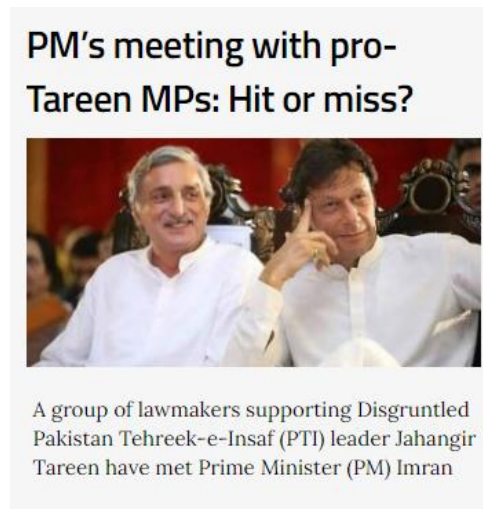 PM’s meeting with pro-
Tareen MPs: Hit or miss?
A group of lawmakers supporting Disgruntled
Pakistan Tehreek-e-Insaf (PTI) leader Jahangir
Tareen have met Prime Minister (PM) Imran